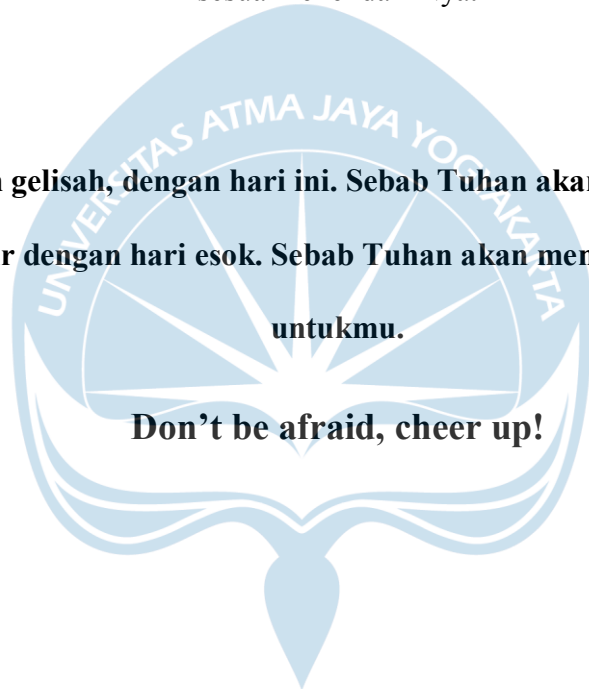 UNIVERSITAS ATMA JAYA YOGYAKARTA
gelisah, dengan hari ini. Sebab Tuhan akan
dengan hari esok. Sebab Tuhan akan
untukmu.
Don’t be afraid, cheer up!